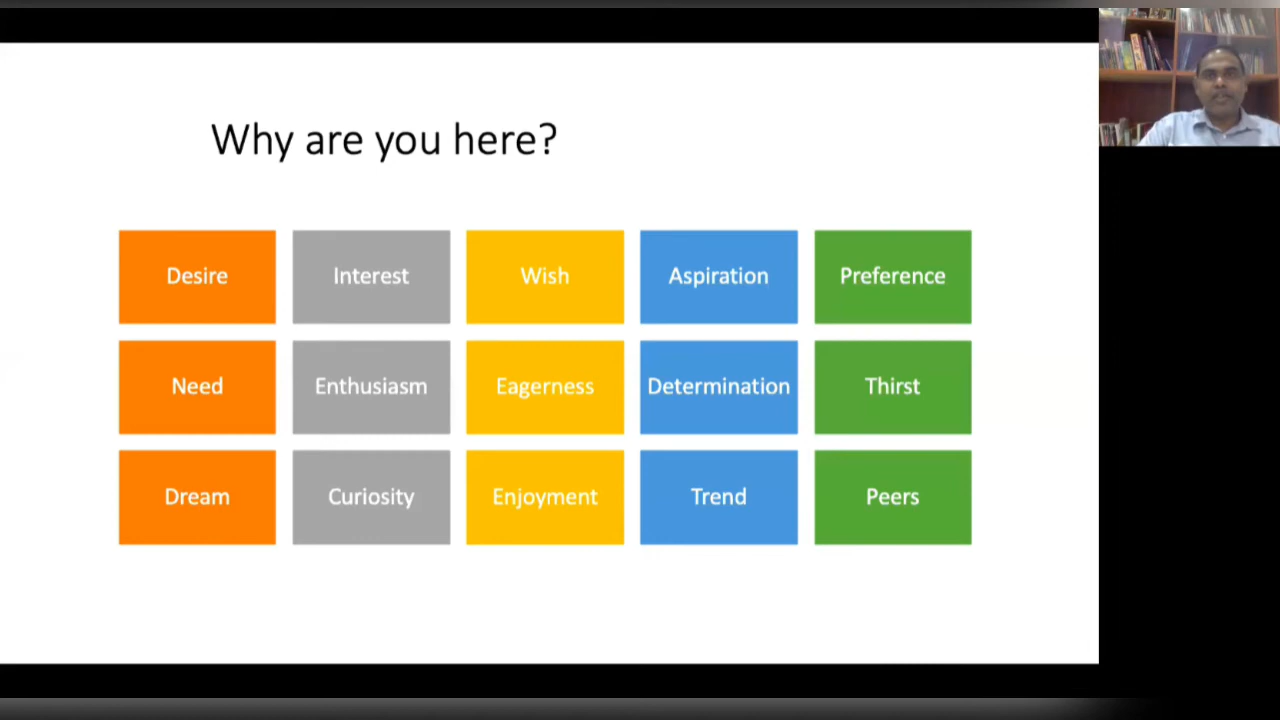 Why are you here?
Desire
Interest
Wish
Aspiration
Preference
Need
Enthusiasm
Eagerness
Determination
Thirst
Dream
Curiosity
Enjoyment
Trend
Peers